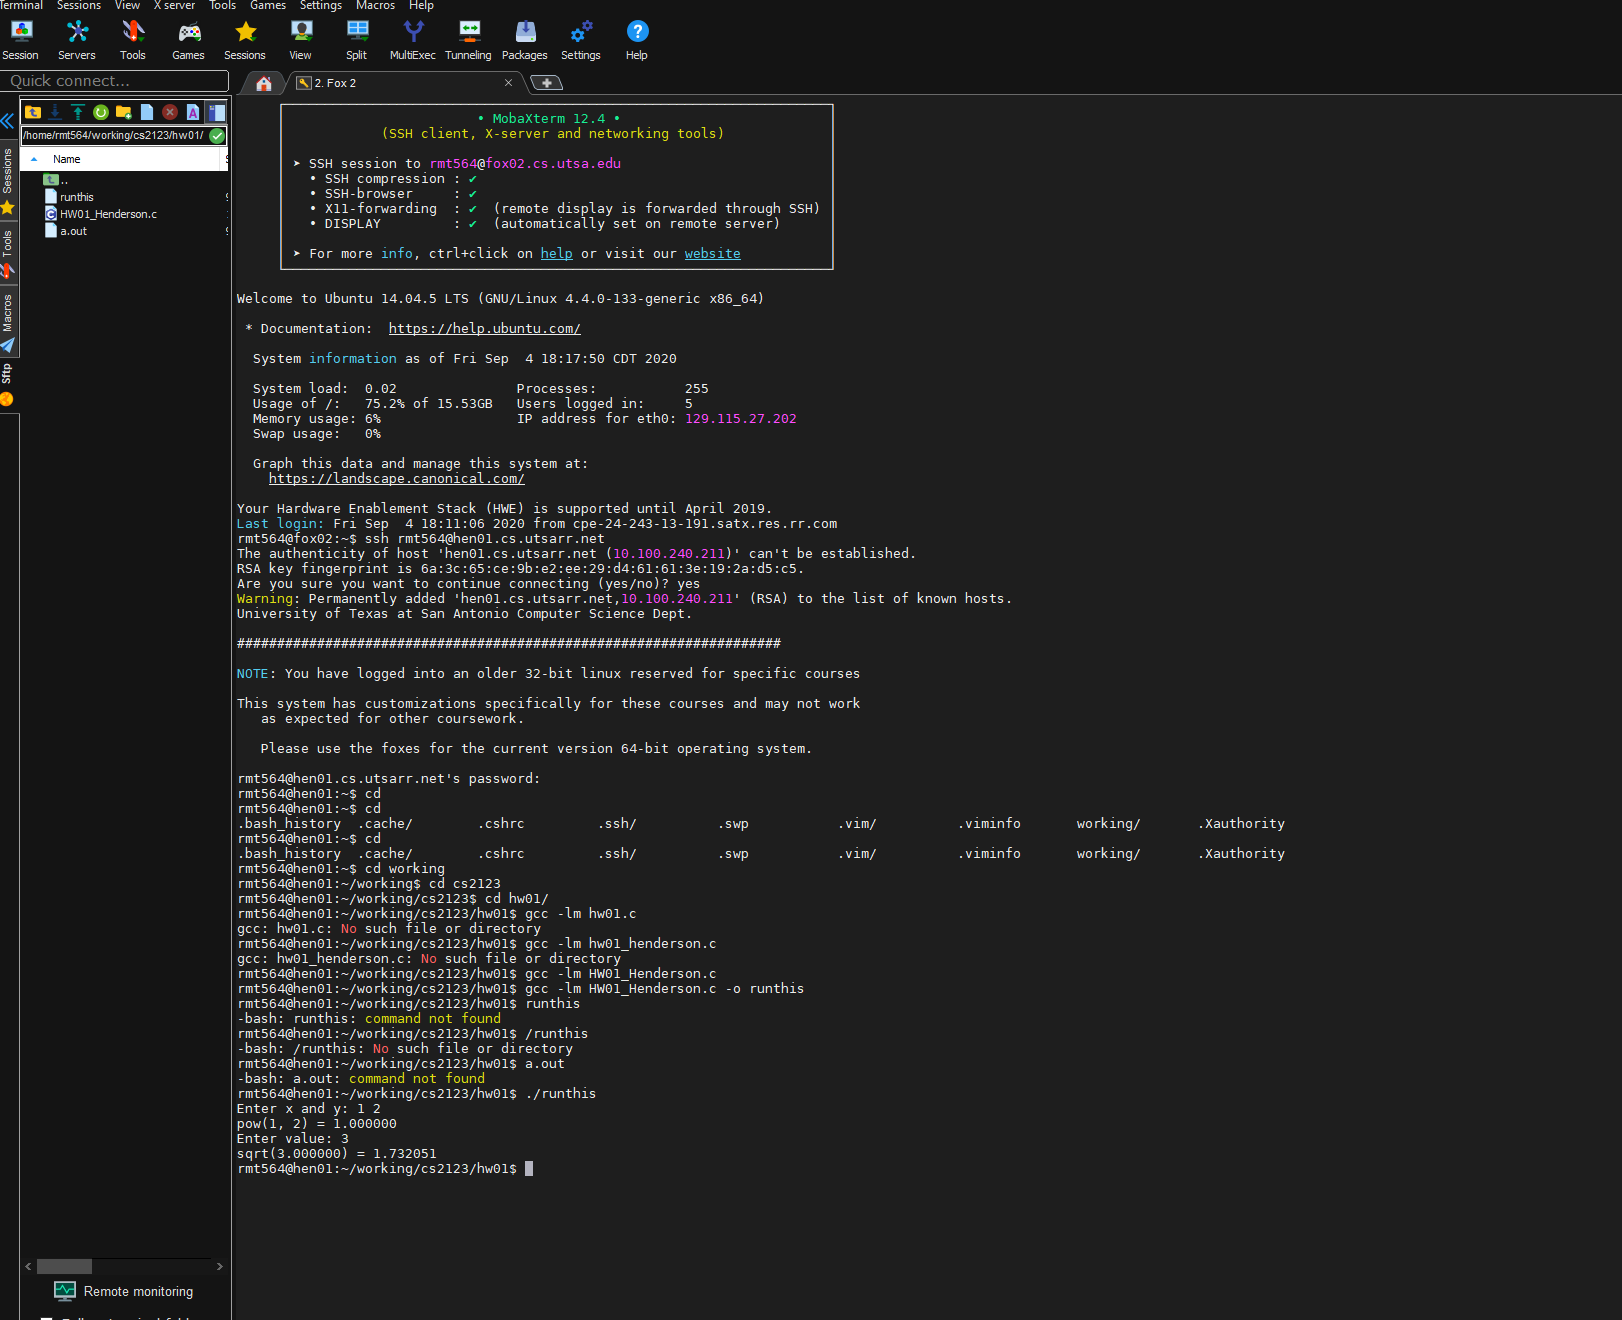 Terminal Sessions View X server Tools Games Settings Macros Help
Session Servers Tools Games Sessions View Split MultiExec Tunneling Packages Settings Help
Quick connect...
2. Fox 2
/home/rmt564/working/cs2123/hw01/
Name
..
runthis
HW01_Henderson.c
a.out
Sessions
Tools
Macros
Sftp
• MobaXterm 12.4 •
(SSH client, X-server and networking tools)
➤ SSH session to rmt564@fox02.cs.utsa.edu
• SSH compression : ✔
• SSH-browser     : ✔
• X11-forwarding  : ✔  (remote display is forwarded through SSH)
• DISPLAY         : ✔  (automatically set on remote server)
➤ For more info, ctrl+click on help or visit our website
Welcome to Ubuntu 14.04.5 LTS (GNU/Linux 4.4.0-133-generic x86_64)
* Documentation:  https://help.ubuntu.com/
System information as of Fri Sep  4 18:17:50 CDT 2020
System load:  0.02               Processes:           255
Usage of /:   75.2% of 15.53GB   Users logged in:     5
Memory usage: 6%                 IP address for eth0: 129.115.27.202
Swap usage:   0%
Graph this data and manage this system at:
https://landscape.canonical.com/
Your Hardware Enablement Stack (HWE) is supported until April 2019.
Last login: Fri Sep  4 18:11:06 2020 from cpe-24-243-13-191.satx.res.rr.com
rmt564@fox02:~$ ssh rmt564@hen01.cs.utsarr.net
The authenticity of host 'hen01.cs.utsarr.net (10.100.240.211)' can't be established.
RSA key fingerprint is 6a:3c:65:ce:9b:e2:ee:29:d4:61:61:3e:19:2a:d5:c5.
Are you sure you want to continue connecting (yes/no)? yes
Warning: Permanently added 'hen01.cs.utsarr.net,10.100.240.211' (RSA) to the list of known hosts.
University of Texas at San Antonio Computer Science Dept.
####################################################################
NOTE: You have logged into an older 32-bit linux reserved for specific courses
This system has customizations specifically for these courses and may not work
as expected for other coursework.
Please use the foxes for the current version 64-bit operating system.
rmt564@hen01.cs.utsarr.net's password:
rmt564@hen01:~$ cd
rmt564@hen01:~$ cd
.bash_history  .cache/        .cshrc         .ssh/          .swp           .vim/          .viminfo       working/       .Xauthority
rmt564@hen01:~$ cd
.bash_history  .cache/        .cshrc         .ssh/          .swp           .vim/          .viminfo       working/       .Xauthority
rmt564@hen01:~$ cd working
rmt564@hen01:~/working$ cd cs2123
rmt564@hen01:~/working/cs2123$ cd hw01/
rmt564@hen01:~/working/cs2123/hw01$ gcc -lm hw01.c
gcc: hw01.c: No such file or directory
rmt564@hen01:~/working/cs2123/hw01$ gcc -lm hw01_henderson.c
gcc: hw01_henderson.c: No such file or directory
rmt564@hen01:~/working/cs2123/hw01$ gcc -lm HW01_Henderson.c
rmt564@hen01:~/working/cs2123/hw01$ gcc -lm HW01_Henderson.c -o runthis
rmt564@hen01:~/working/cs2123/hw01$ runthis
-bash: runthis: command not found
rmt564@hen01:~/working/cs2123/hw01$ /runthis
-bash: /runthis: No such file or directory
rmt564@hen01:~/working/cs2123/hw01$ a.out
-bash: a.out: command not found
rmt564@hen01:~/working/cs2123/hw01$ ./runthis
Enter x and y: 1 2
pow(1, 2) = 1.000000
Enter value: 3
sqrt(3.000000) = 1.732051
rmt564@hen01:~/working/cs2123/hw01$
Remote monitoring